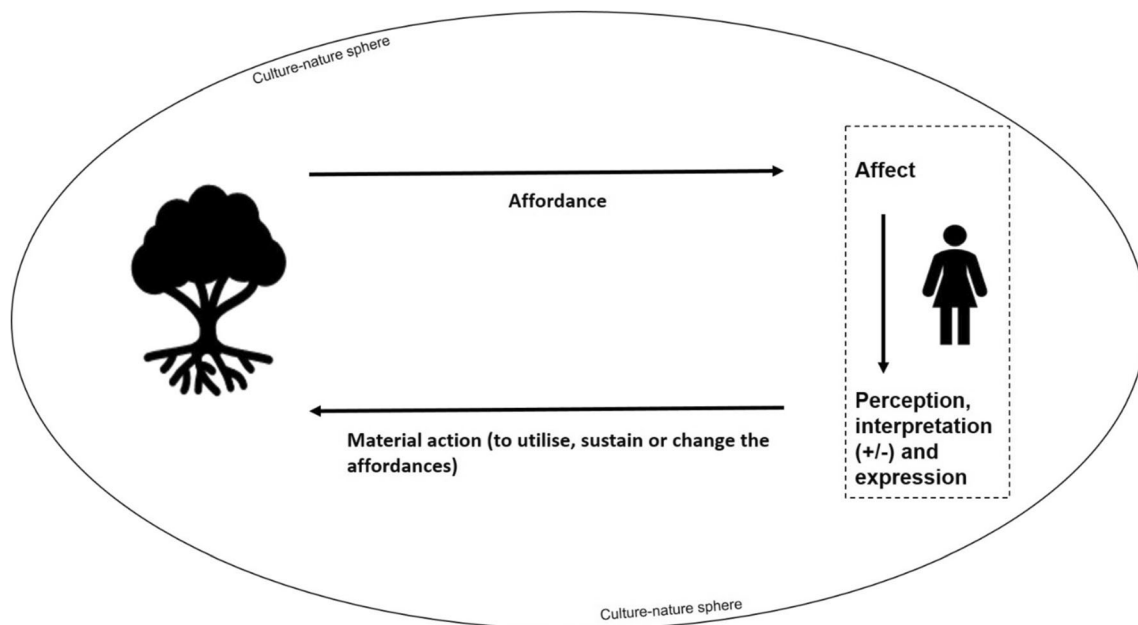 Culture-nature sphere
Affordance
Affect
Perception,
interpretation
(+/-) and
expression
Material action (to utilise, sustain or change the
affordances)
Culture-nature sphere